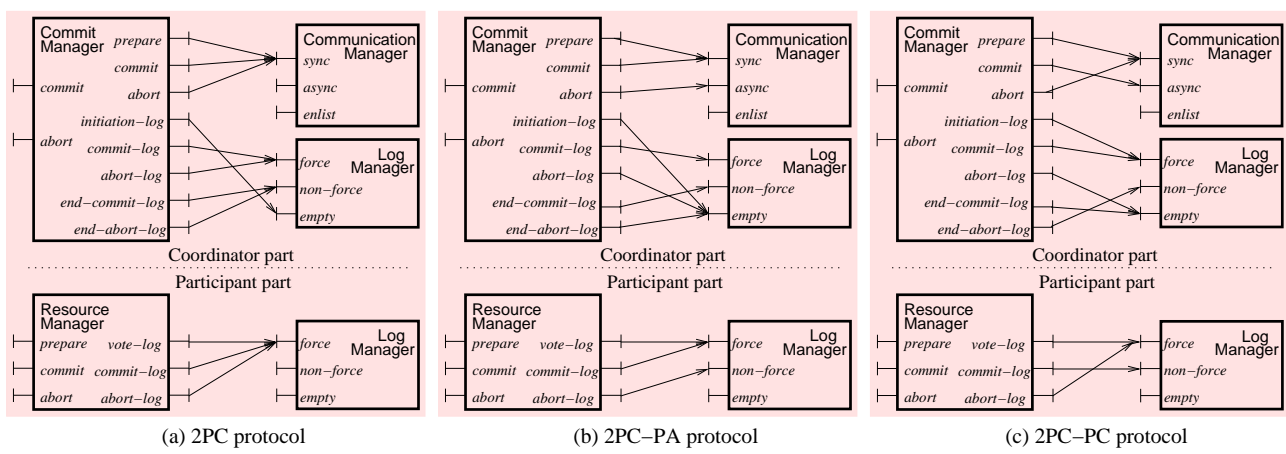 Commit
Manager
prepare
commit
abort
initiation-log
commit-log
abort-log
end-commit-log
end-abort-log
commit
abort
Communication
Manager
sync
async
enlist
Log
Manager
force
non-force
empty
Coordinator part
Participant part
Resource
Manager
prepare
commit
abort
vote-log
commit-log
abort-log
Log
Manager
force
non-force
empty
(a) 2PC protocol
Commit
Manager
prepare
commit
abort
initiation-log
commit-log
abort-log
end-commit-log
end-abort-log
commit
abort
Communication
Manager
sync
async
enlist
Log
Manager
force
non-force
empty
Coordinator part
Participant part
Resource
Manager
prepare
commit
abort
vote-log
commit-log
abort-log
Log
Manager
force
non-force
empty
(b) 2PC-PA protocol
Commit
Manager
prepare
commit
abort
initiation-log
commit-log
abort-log
end-commit-log
end-abort-log
commit
abort
Communication
Manager
sync
async
enlist
Log
Manager
force
non-force
empty
Coordinator part
Participant part
Resource
Manager
prepare
commit
abort
vote-log
commit-log
abort-log
Log
Manager
force
non-force
empty
(c) 2PC-PC protocol